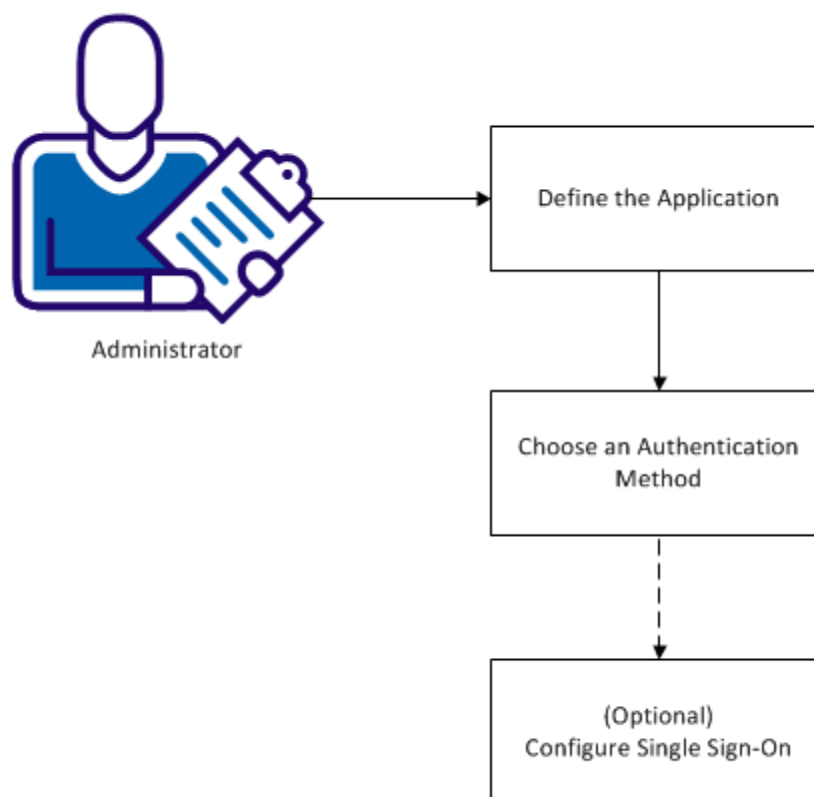 Define the Application
Administrator
Choose an Authentication
Method
(Optional)
Configure Single Sign-On